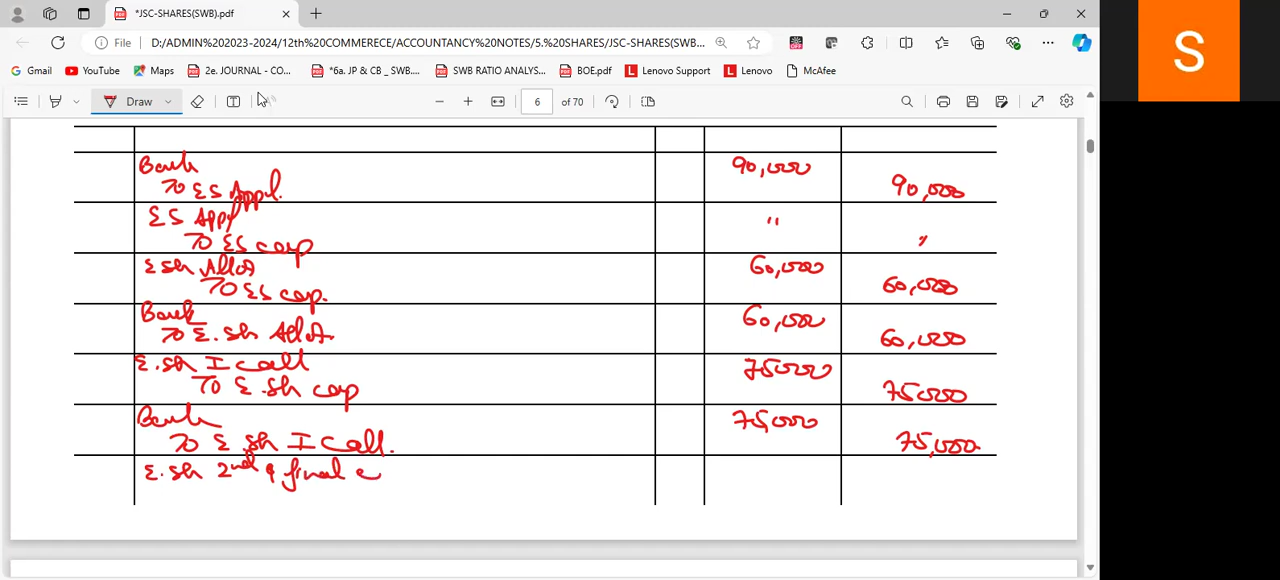 *JSC-SHARES(SWB).pdf
File D:/ADMIN%202023-2024/12th%20COMMERECE/ACCOUNTANCY%20NOTES/5.%20SHARES/JSC-SHARES(SWB...
Gmail YouTube Maps 2e. JOURNAL - CO... *6a. JP & CB _ SWB.... SWB RATIO ANALYS... BOE.pdf Lenovo Support Lenovo McAfee
Draw 6 of 70
S
Bank 90,000
To ES Appl. 90,000
ES Appl "
To ES cap "
E sh Allot 60,000
To ES cap. 60,000
Bank 60,000
To E. sh Allot. 60,000
E. sh I call 75000
To E. sh cap 75000
Bank 75,000
To E sh I call. 75,000
E. sh 2nd & final c